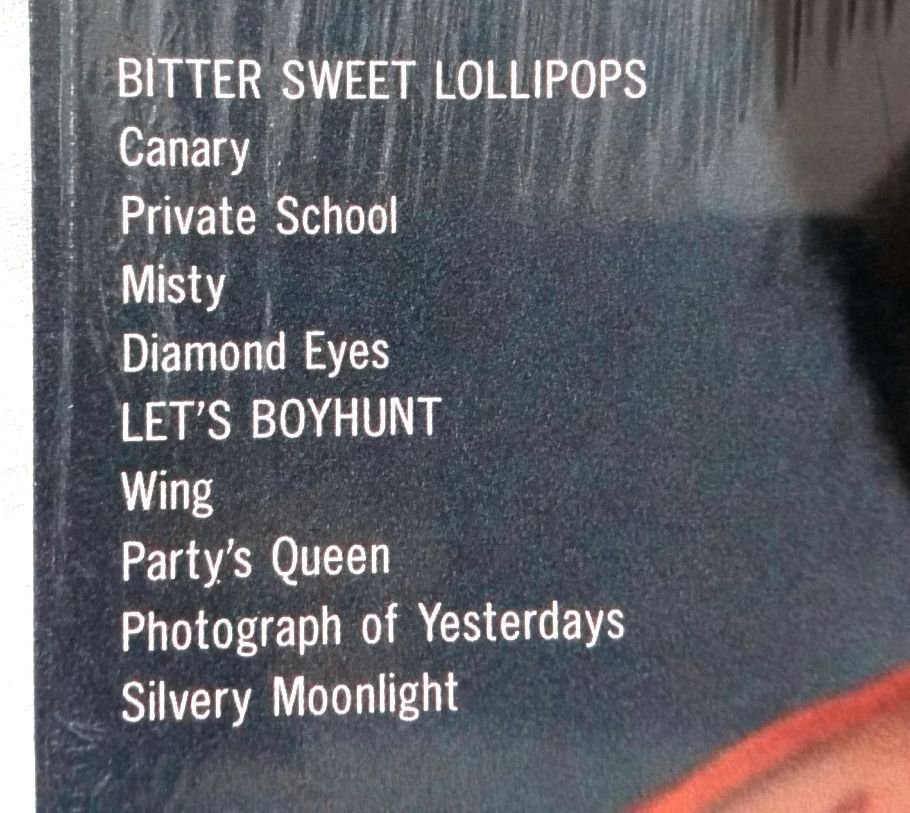 BITTER SWEET LOLLIPOPS
Canary
Private School
Misty
Diamond Eyes
LET'S BOYHUNT
Wing
Party's Queen
Photograph of Yesterdays
Silvery Moonlight